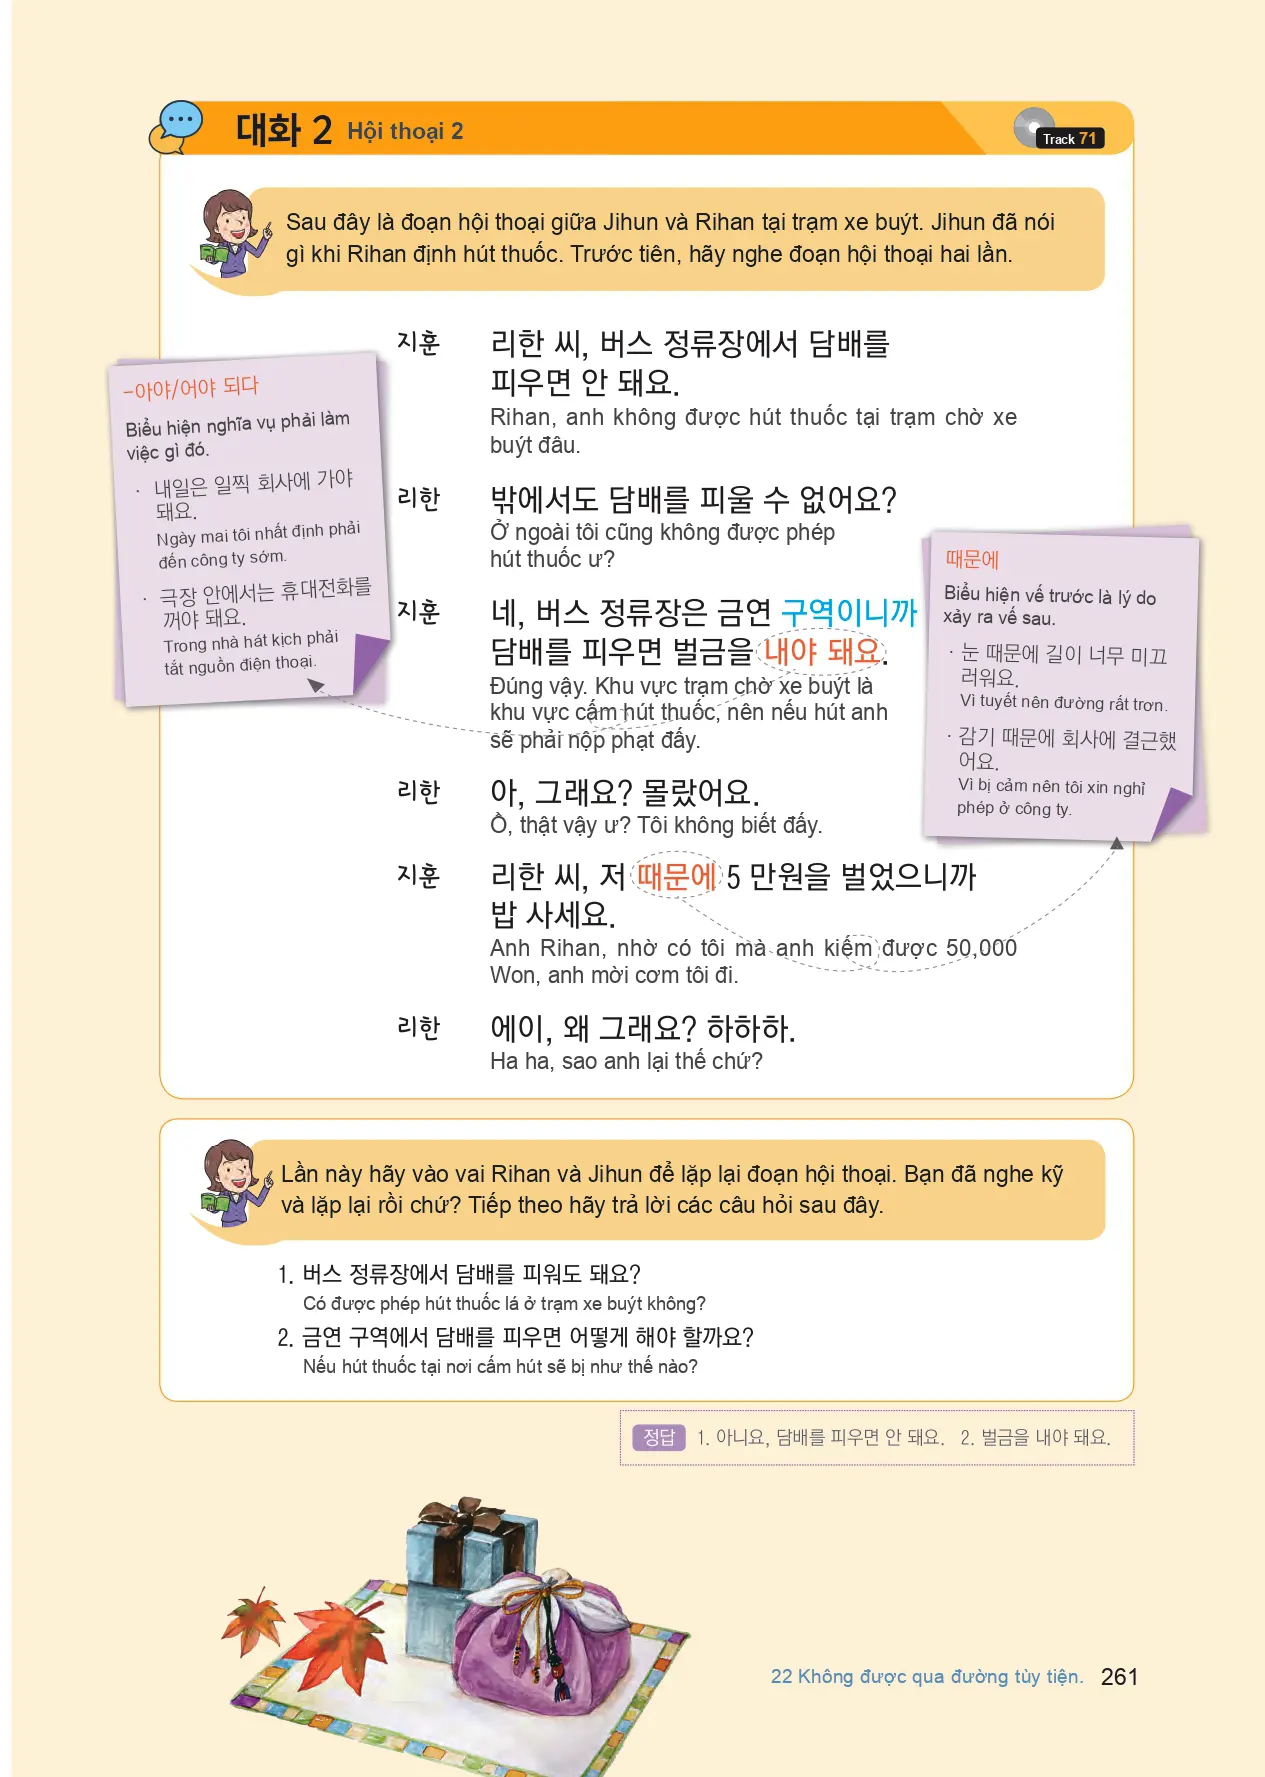 대화 2 Hội thoại 2
Track 71
Sau đây là đoạn hội thoại giữa Jihun và Rihan tại trạm xe buýt. Jihun đã nói
gì khi Rihan định hút thuốc. Trước tiên, hãy nghe đoạn hội thoại hai lần.
지훈 리한 씨, 버스 정류장에서 담배를
피우면 안 돼요.
Rihan, anh không được hút thuốc tại trạm chờ xe
buýt đâu.
리한 밖에서도 담배를 피울 수 없어요?
Ở ngoài tôi cũng không được phép
hút thuốc ư?
지훈 네, 버스 정류장은 금연 구역이니까
담배를 피우면 벌금을 내야 돼요.
Đúng vậy. Khu vực trạm chờ xe buýt là
khu vực cấm hút thuốc, nên nếu hút anh
sẽ phải nộp phạt đấy.
리한 아, 그래요? 몰랐어요.
Ồ, thật vậy ư? Tôi không biết đấy.
지훈 리한 씨, 저 때문에 5 만원을 벌었으니까
밥 사세요.
Anh Rihan, nhờ có tôi mà anh kiếm được 50,000
Won, anh mời cơm tôi đi.
리한 에이, 왜 그래요? 하하하.
Ha ha, sao anh lại thế chứ?
-아야/어야 되다
Biểu hiện nghĩa vụ phải làm
việc gì đó.
· 내일은 일찍 회사에 가야
돼요.
Ngày mai tôi nhất định phải
đến công ty sớm.
· 극장 안에서는 휴대전화를
꺼야 돼요.
Trong nhà hát kịch phải
tắt nguồn điện thoại.
때문에
Biểu hiện vế trước là lý do
xảy ra vế sau.
· 눈 때문에 길이 너무 미끄
러워요.
Vì tuyết nên đường rất trơn.
· 감기 때문에 회사에 결근했
어요.
Vì bị cảm nên tôi xin nghỉ
phép ở công ty.
Lần này hãy vào vai Rihan và Jihun để lặp lại đoạn hội thoại. Bạn đã nghe kỹ
và lặp lại rồi chứ? Tiếp theo hãy trả lời các câu hỏi sau đây.
1. 버스 정류장에서 담배를 피워도 돼요?
Có được phép hút thuốc lá ở trạm xe buýt không?
2. 금연 구역에서 담배를 피우면 어떻게 해야 할까요?
Nếu hút thuốc tại nơi cấm hút sẽ bị như thế nào?
정답 1. 아니요, 담배를 피우면 안 돼요. 2. 벌금을 내야 돼요.
22 Không được qua đường tùy tiện. 261